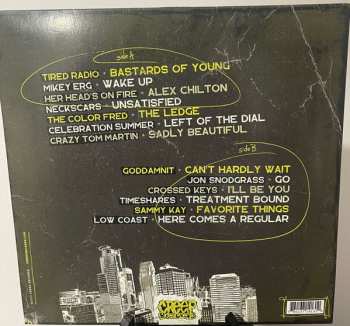 side A
TIRED RADIO • BASTARDS OF YOUNG
MIKEY ERG • WAKE UP
HER HEAD'S ON FIRE • ALEX CHILTON
NECKSCARS • UNSATISFIED
THE COLOR FRED • THE LEDGE
CELEBRATION SUMMER • LEFT OF THE DIAL
CRAZY TOM MARTIN • SADLY BEAUTIFUL
side B
GODDAMNIT • CAN'T HARDLY WAIT
JON SNODGRASS • GO
CROSSED KEYS • I'LL BE YOU
TIMESHARES • TREATMENT BOUND
SAMMY KAY • FAVORITE THINGS
LOW COAST • HERE COMES A REGULAR